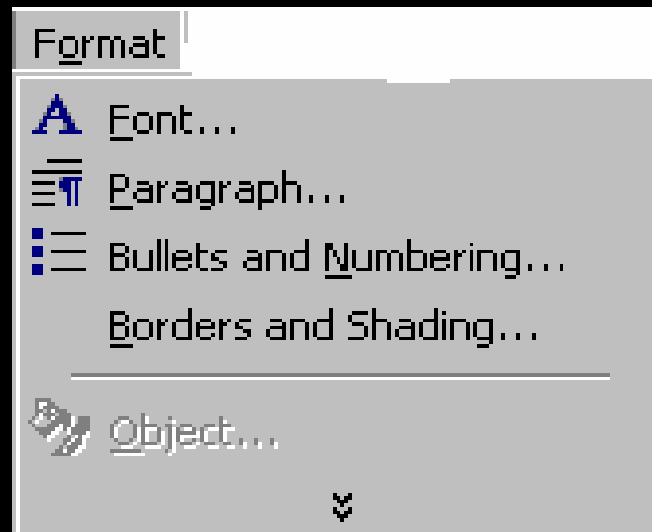 Format
Font...
Paragraph...
Bullets and Numbering...
Borders and Shading...
Object...